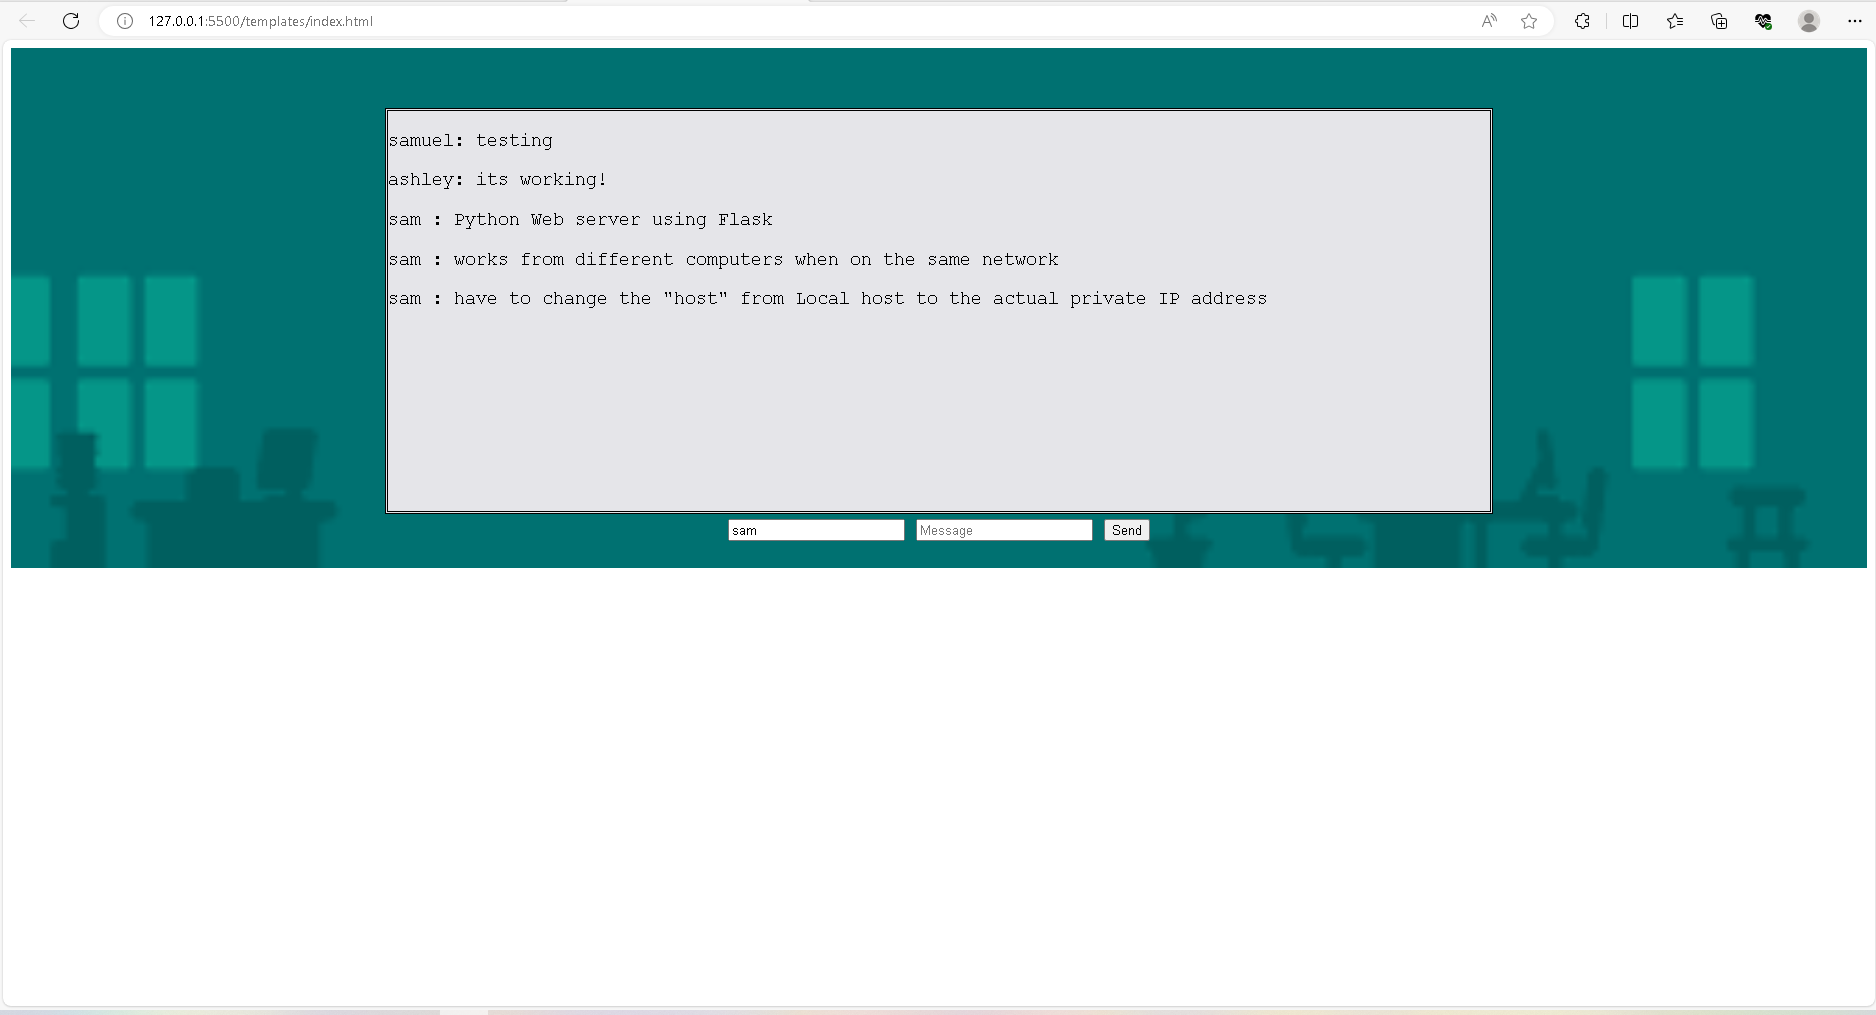 127.0.0.1:5500/templates/index.html
samuel: testing
ashley: its working!
sam : Python Web server using Flask
sam : works from different computers when on the same network
sam : have to change the "host" from Local host to the actual private IP address
sam Message Send